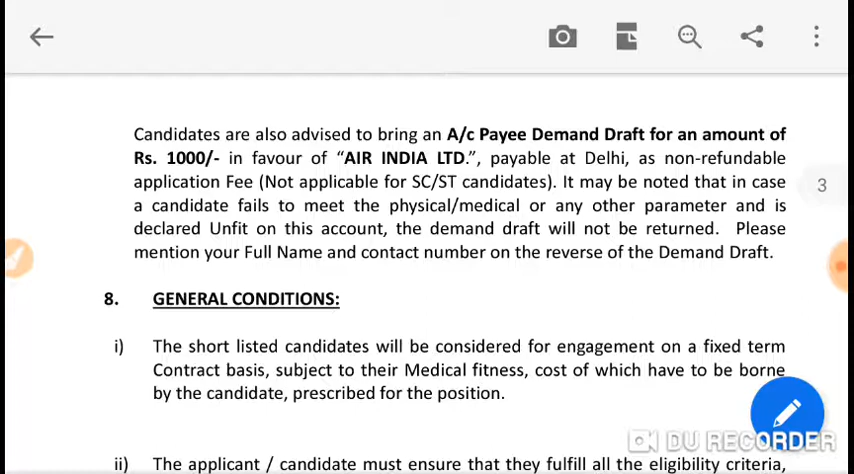 Candidates are also advised to bring an A/c Payee Demand Draft for an amount of
Rs. 1000/- in favour of “AIR INDIA LTD.”, payable at Delhi, as non-refundable
application Fee (Not applicable for SC/ST candidates). It may be noted that in case
3
a candidate fails to meet the physical/medical or any other parameter and is
declared Unfit on this account, the demand draft will not be returned. Please
mention your Full Name and contact number on the reverse of the Demand Draft.
8. GENERAL CONDITIONS:
i) The short listed candidates will be considered for engagement on a fixed term
Contract basis, subject to their Medical fitness, cost of which have to be borne
by the candidate, prescribed for the position.
DU RECORDER
ii) The applicant / candidate must ensure that they fulfill all the eligibility criteria,